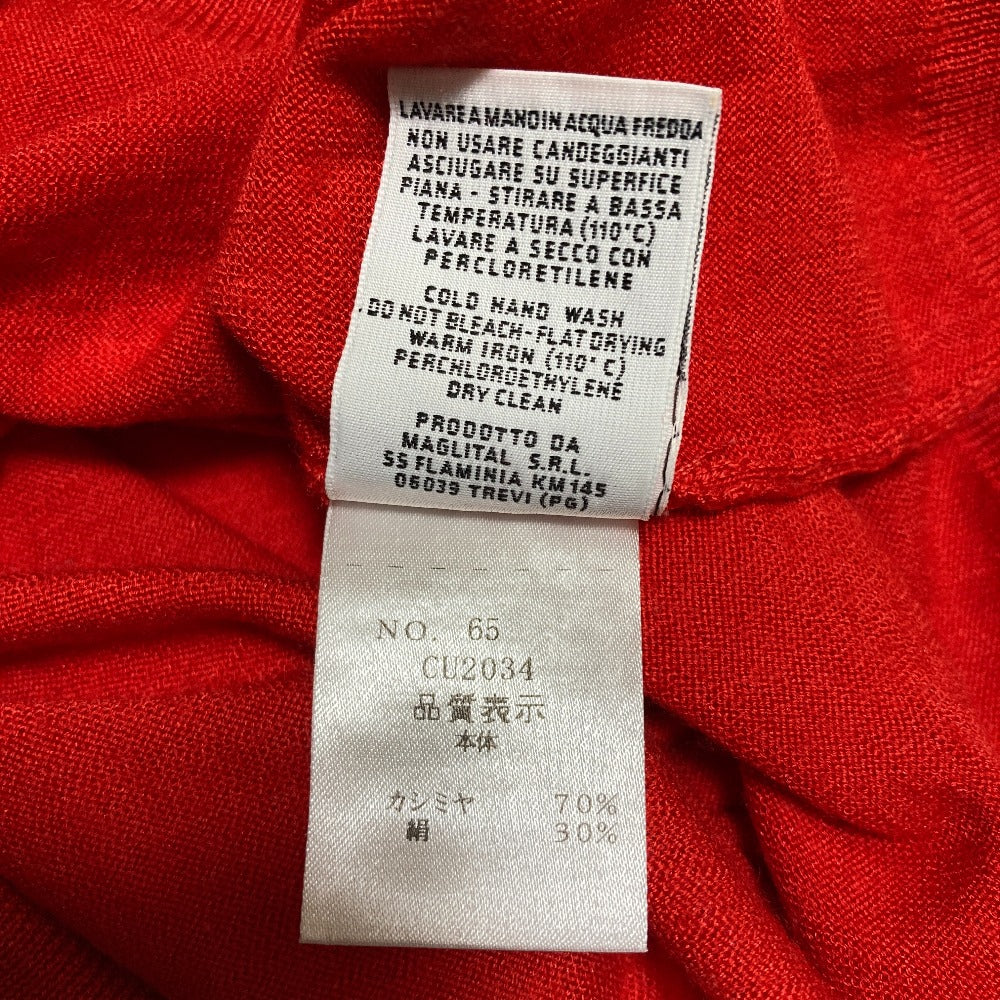 LAVARE A MANO IN ACQUA FREDDA
NON USARE CANDEGGIANTI
ASCIUGARE SU SUPERFICE
PIANA - STIRARE A BASSA
TEMPERATURA (110°C)
LAVARE A SECCO CON
PERCLORETILENE
COLD HAND WASH
DO NOT BLEACH-FLAT DRYING
WARM IRON (110°C)
PERCHLOROETHYLENE
DRY CLEAN
PRODOTTO DA
MAGLITAL S.R.L.
SS FLAMINIA KM145
06039 TREVI (PG)
NO. 65
CU2034
品質表示
本体
カシミヤ 70%
絹 30%